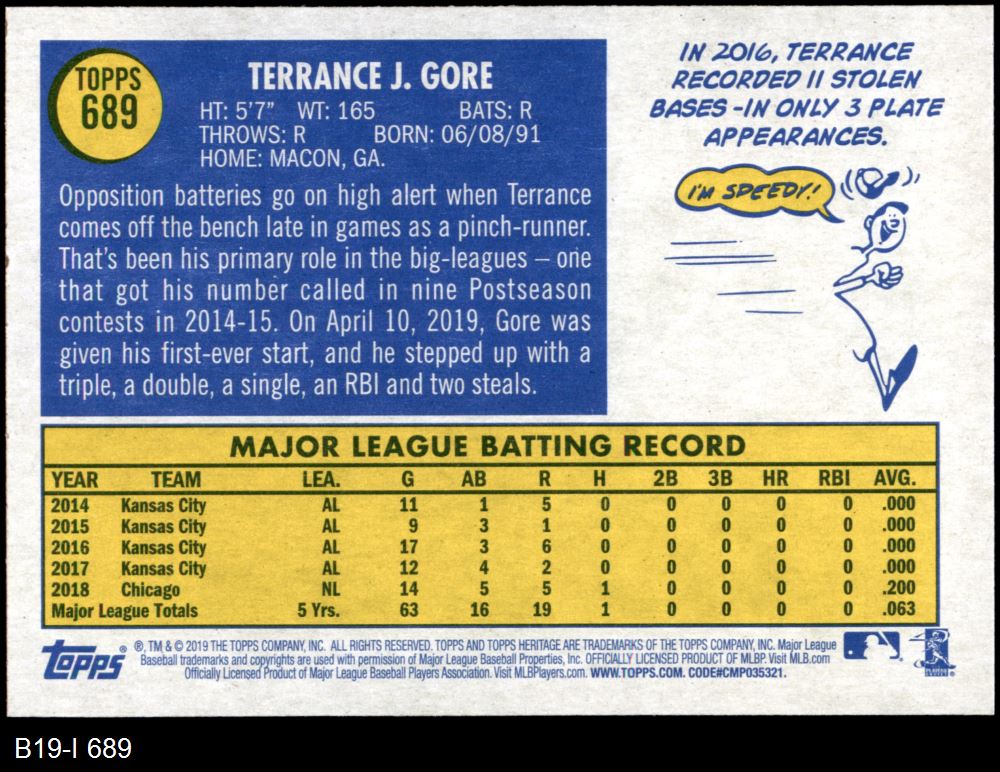 TOPPS
689
TERRANCE J. GORE
HT: 5'7" WT: 165 BATS: R
THROWS: R BORN: 06/08/91
HOME: MACON, GA.
Opposition batteries go on high alert when Terrance
comes off the bench late in games as a pinch-runner.
That's been his primary role in the big-leagues – one
that got his number called in nine Postseason
contests in 2014-15. On April 10, 2019, Gore was
given his first-ever start, and he stepped up with a
triple, a double, a single, an RBI and two steals.
IN 2016, TERRANCE
RECORDED 11 STOLEN
BASES -IN ONLY 3 PLATE
APPEARANCES.
I'M SPEEDY!
MAJOR LEAGUE BATTING RECORD
YEAR TEAM LEA. G AB R H 2B 3B HR RBI AVG.
2014 Kansas City AL 11 1 5 0 0 0 0 0 .000
2015 Kansas City AL 9 3 1 0 0 0 0 0 .000
2016 Kansas City AL 17 3 6 0 0 0 0 0 .000
2017 Kansas City AL 12 4 2 0 0 0 0 0 .000
2018 Chicago NL 14 5 5 1 0 0 0 0 .200
Major League Totals 5 Yrs. 63 16 19 1 0 0 0 0 .063
Topps ®
®, TM & © 2019 THE TOPPS COMPANY, INC. ALL RIGHTS RESERVED. TOPPS AND TOPPS HERITAGE ARE TRADEMARKS OF THE TOPPS COMPANY, INC. Major League
Baseball trademarks and copyrights are used with permission of Major League Baseball Properties, Inc. OFFICIALLY LICENSED PRODUCT OF MLBP. Visit MLB.com
Officially Licensed Product of Major League Baseball Players Association. Visit MLBPlayers.com. WWW.TOPPS.COM. CODE#CMP035321.
B19-I 689